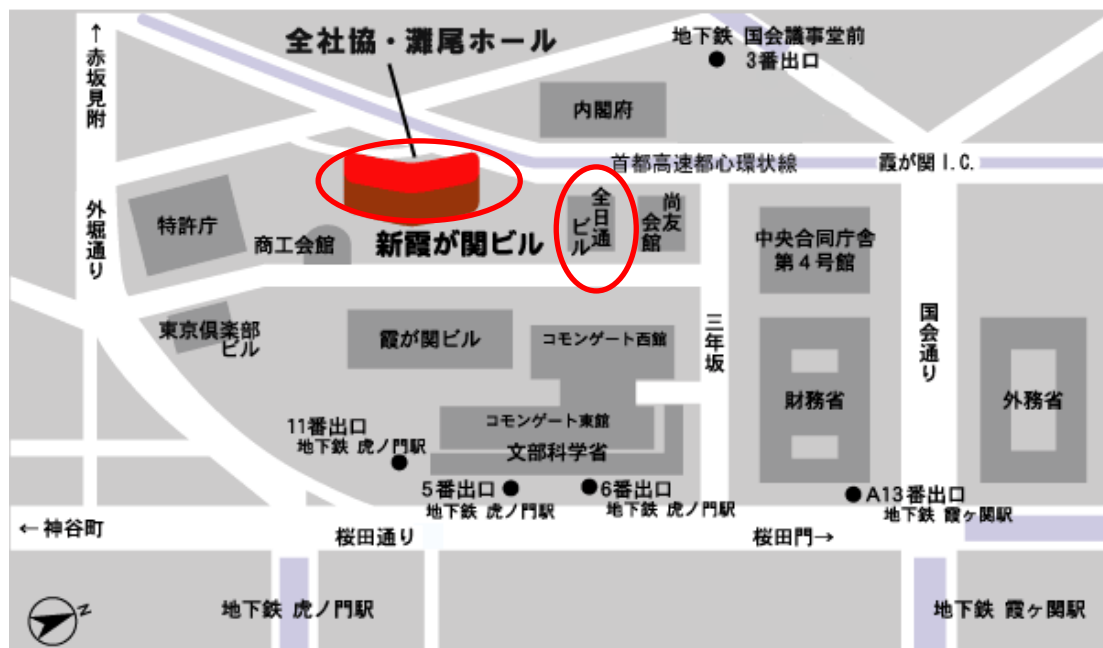 全社協・灘尾ホール
地下鉄 国会議事堂前
3番出口
↑赤坂見附
内閣府
首都高速都心環状線
霞が関 I.C.
外堀通り
特許庁
商工会館
新霞が関ビル
全日通
ビル
尚友
会館
中央合同庁舎
第4号館
東京倶楽部
ビル
霞が関ビル
コモンゲート西館
三年坂
国会通り
財務省
外務省
コモンゲート東館
文部科学省
11番出口
地下鉄 虎ノ門駅
5番出口
地下鉄 虎ノ門駅
6番出口
地下鉄 虎ノ門駅
A13番出口
地下鉄 霞ヶ関駅
←神谷町
桜田通り
桜田門→
地下鉄 虎ノ門駅
地下鉄 霞ヶ関駅
N